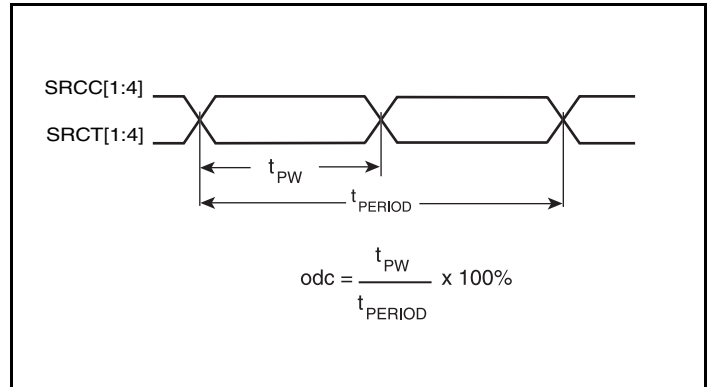 SRCC[1:4]
SRCT[1:4]
tPW
tPERIOD
odc = tPW / tPERIOD x 100%